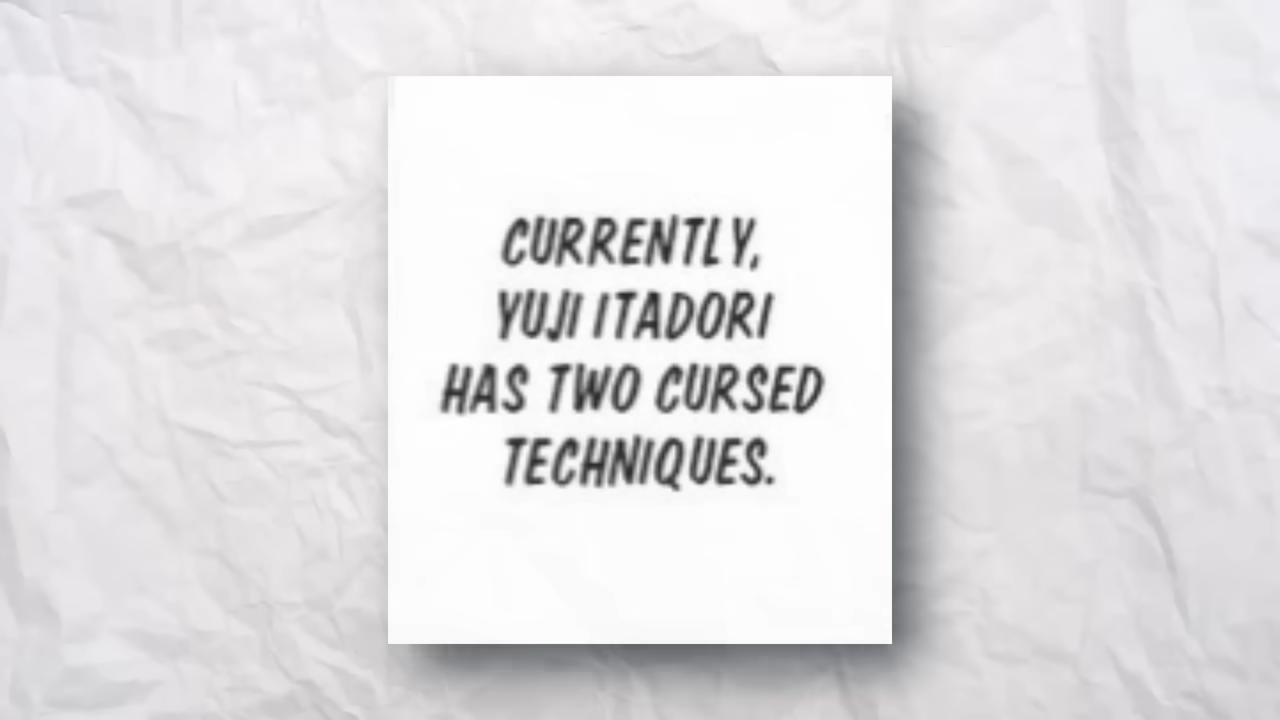 CURRENTLY,
YUJI ITADORI
HAS TWO CURSED
TECHNIQUES.